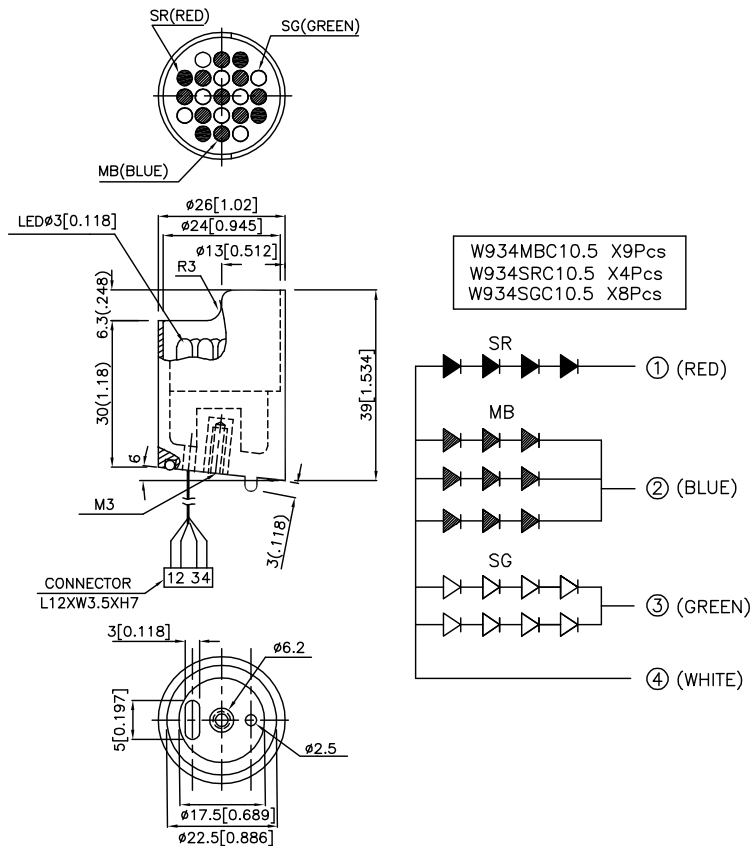 SR(RED)
SG(GREEN)
MB(BLUE)
ø26[1.02]
LEDø3[0.118]
ø24[0.945]
ø13[0.512]
R3
6.3(.248)
30(1.18)
39[1.534]
6
M3
3(.118)
CONNECTOR
L12XW3.5XH7
12 34
3[0.118]
ø6.2
5[0.197]
ø2.5
ø17.5[0.689]
ø22.5[0.886]
W934MBC10.5 X9Pcs
W934SRC10.5 X4Pcs
W934SGC10.5 X8Pcs
SR
① (RED)
MB
② (BLUE)
SG
③ (GREEN)
④ (WHITE)